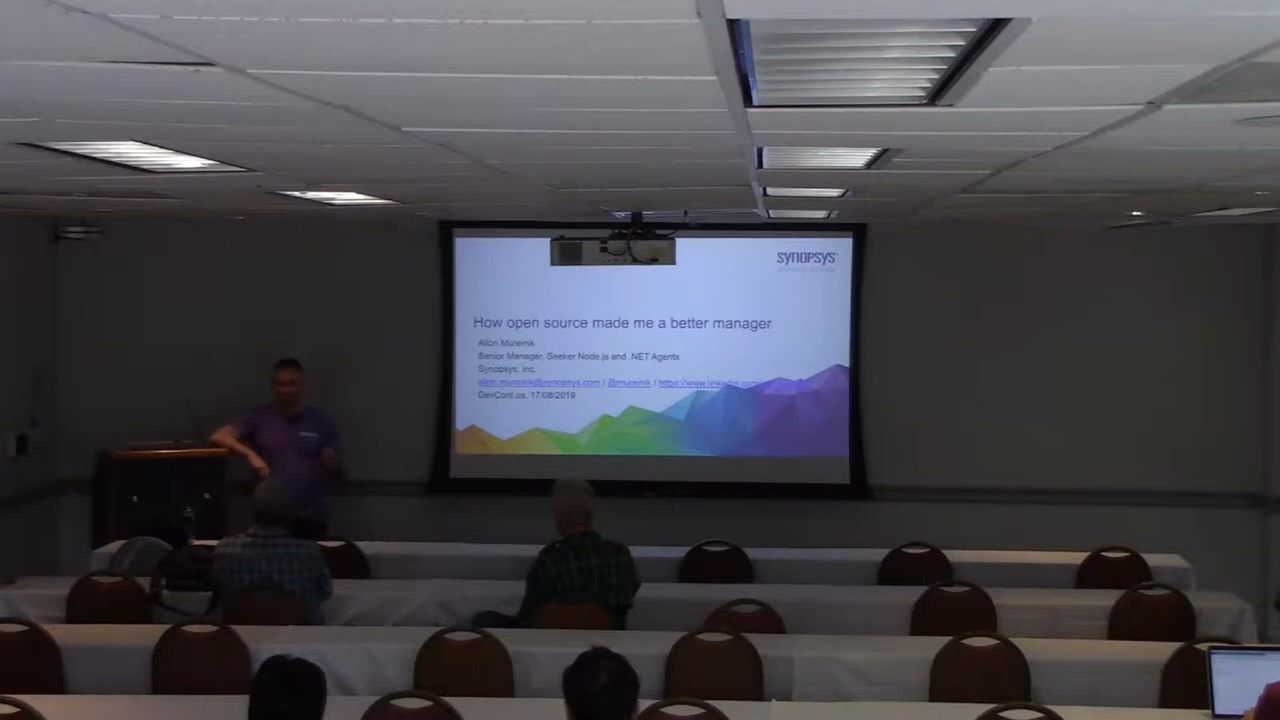 SYNOPSYS
How open source made me a better manager
Allon Mureinik
Senior Manager, Seeker Node.js and .NET Agents
Synopsys, Inc.
allon.mureinik@synopsys.com / @mureinik / https://www.linkedin.com
DevConf.us, 17/08/2019